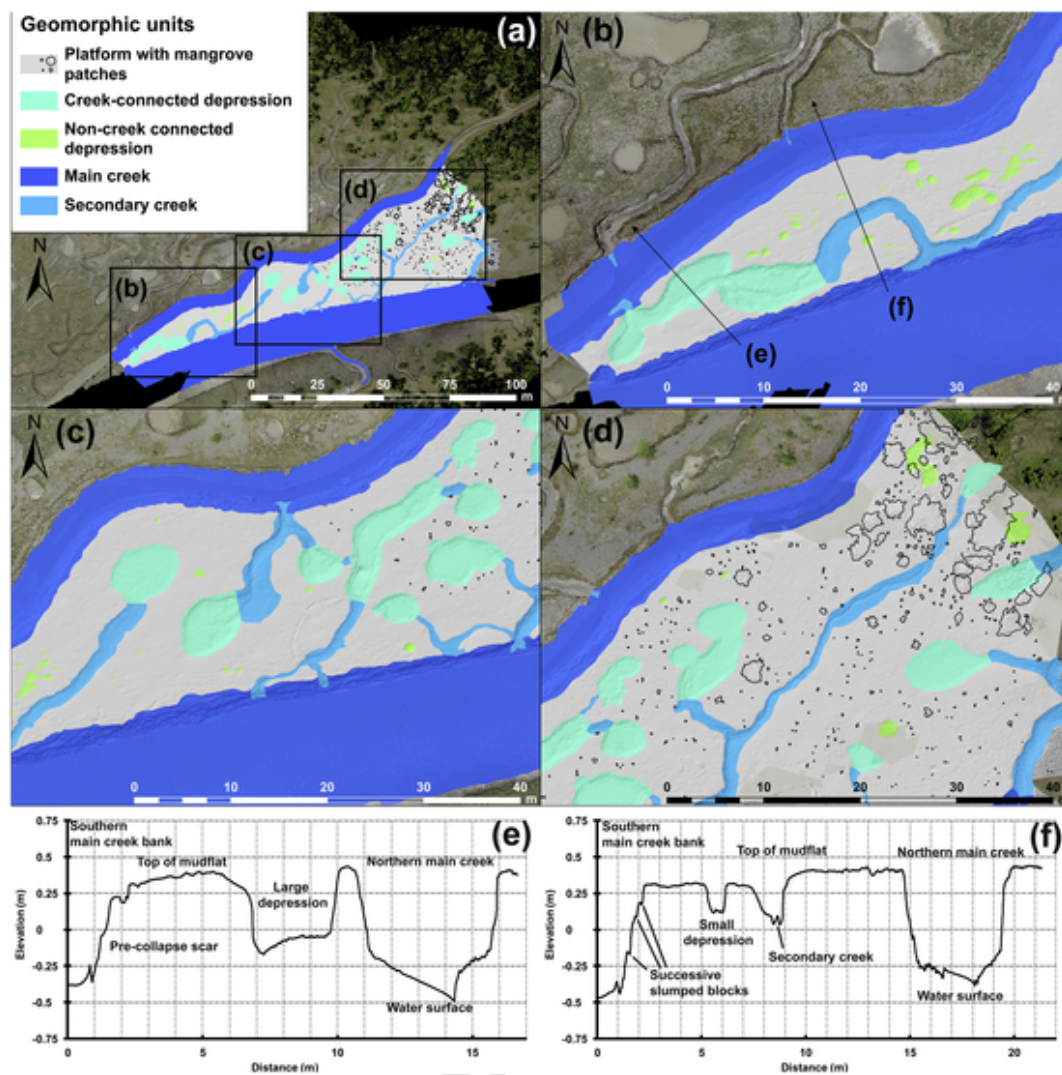 Geomorphic units
Platform with mangrove
patches
Creek-connected depression
Non-creek connected
depression
Main creek
Secondary creek
(a)
N
(b)
(c)
(d)
0 25 50 75 100
m
(b)
N
(e)
(f)
0 10 20 30 40
(c)
N
0 10 20 30 40
m
(d)
N
0 10 20 30 40
(e)
Southern
main creek bank
Top of mudflat
Northern main creek
Large
depression
Pre-collapse scar
Water surface
Elevation (m)
0.75
0.5
0.25
0
-0.25
-0.5
-0.75
0 5 10 15
Distance (m)
(f)
Southern
main creek bank
Top of mudflat
Northern main creek
Small
depression
Secondary creek
Successive
slumped blocks
Water surface
Elevation (m)
0.75
0.5
0.25
0
-0.25
-0.5
-0.75
0 5 10 15 20
Distance (m)